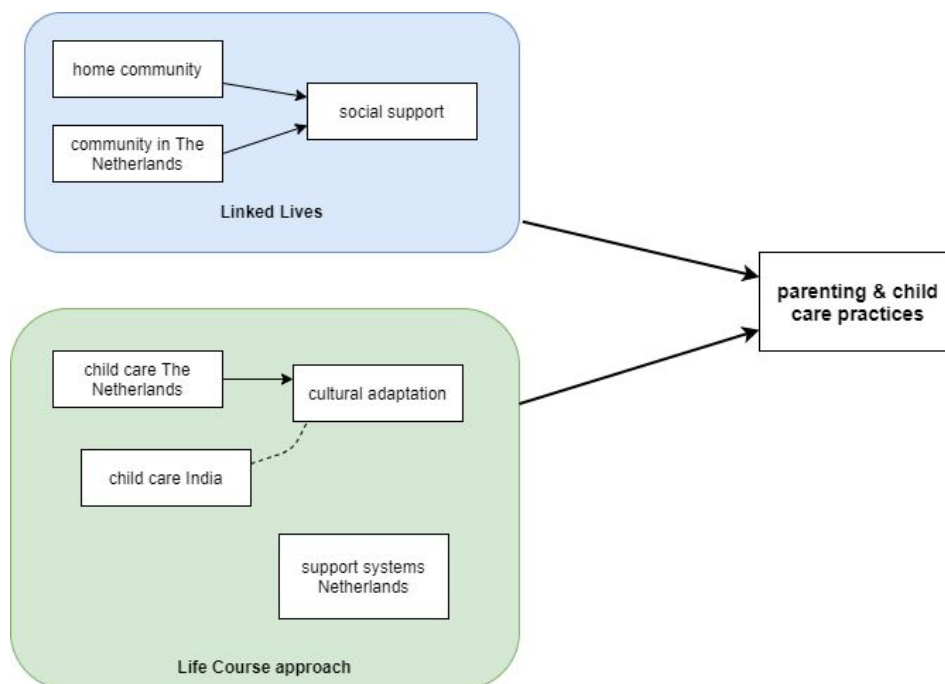 home community
social support
community in The
Netherlands
Linked Lives
parenting & child
care practices
child care The
Netherlands
cultural adaptation
child care India
support systems
Netherlands
Life Course approach